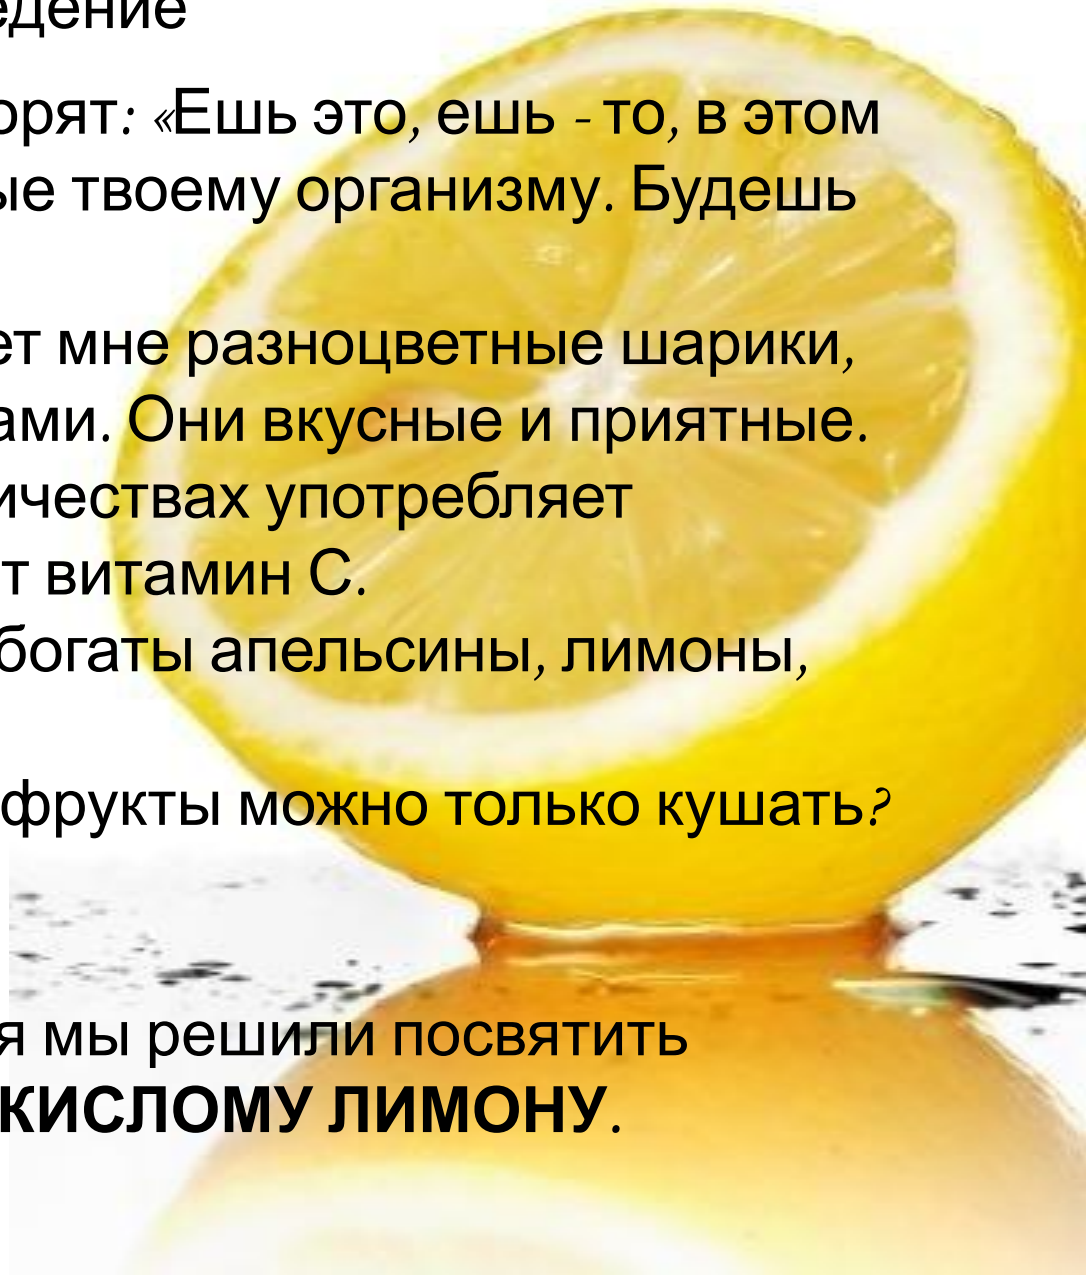 едение
орят: «Ешь это, ешь - то, в этом
ые твоему организму. Будешь
ет мне разноцветные шарики,
ами. Они вкусные и приятные.
ичествах употребляет
т витамин С.
богаты апельсины, лимоны,
фрукты можно только кушать?
я мы решили посвятить
КИСЛОМУ ЛИМОНУ.